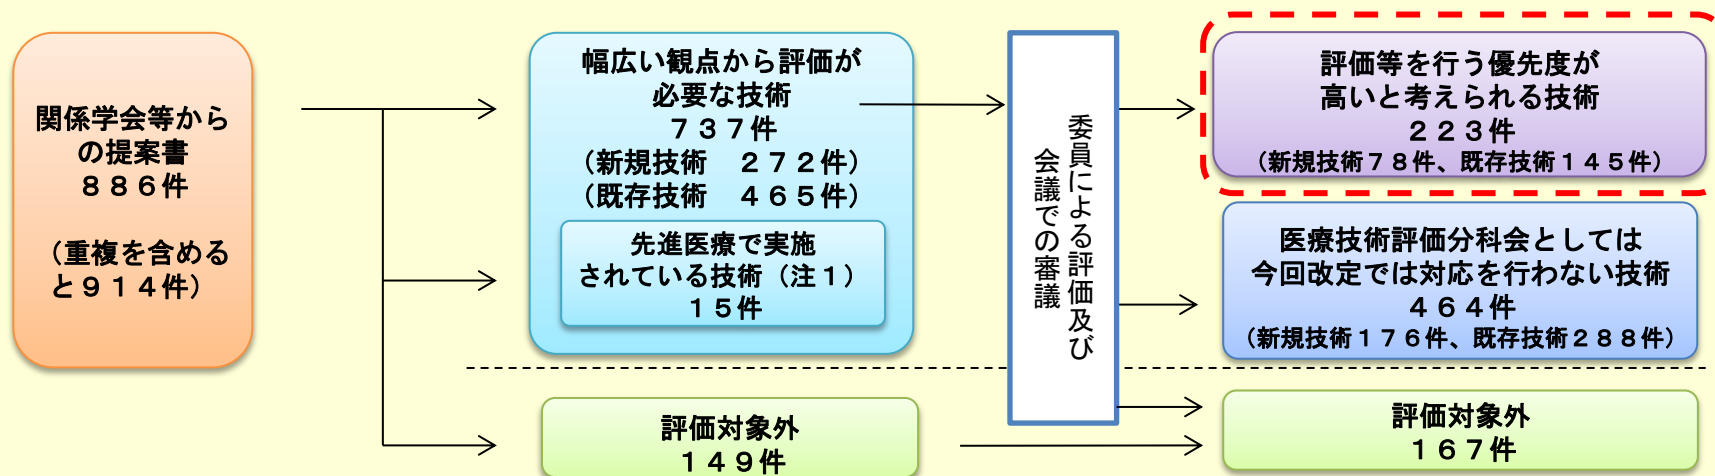 関係学会等から
の提案書
８８６件
（重複を含める
と９１４件）
幅広い観点から評価が
必要な技術
７３７件
（新規技術　２７２件）
（既存技術　４６５件）
先進医療で実施
されている技術（注１）
１５件
評価対象外
１４９件
委員による評価及び
会議での審議
評価等を行う優先度が
高いと考えられる技術
２２３件
（新規技術７８件、既存技術１４５件）
医療技術評価分科会としては
今回改定では対応を行わない技術
４６４件
（新規技術１７６件、既存技術２８８件）
評価対象外
１６７件